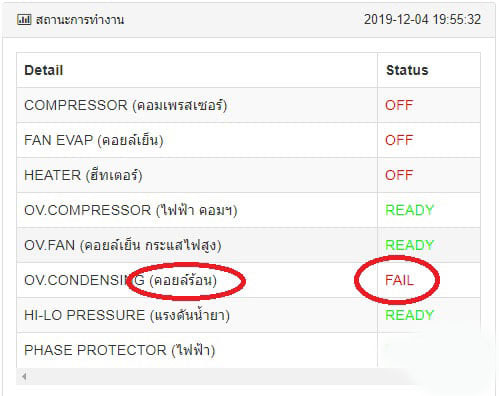 สถานะการทำงาน 2019-12-04 19:55:32
Detail Status
COMPRESSOR (คอมเพรสเซอร์) OFF
FAN EVAP (คอยล์เย็น) OFF
HEATER (ฮีทเตอร์) OFF
OV.COMPRESSOR (ไฟฟ้า คอมฯ) READY
OV.FAN (คอยล์เย็น กระแสไฟสูง) READY
OV.CONDENSING (คอยล์ร้อน) FAIL
HI-LO PRESSURE (แรงดันน้ำยา) READY
PHASE PROTECTOR (ไฟฟ้า)